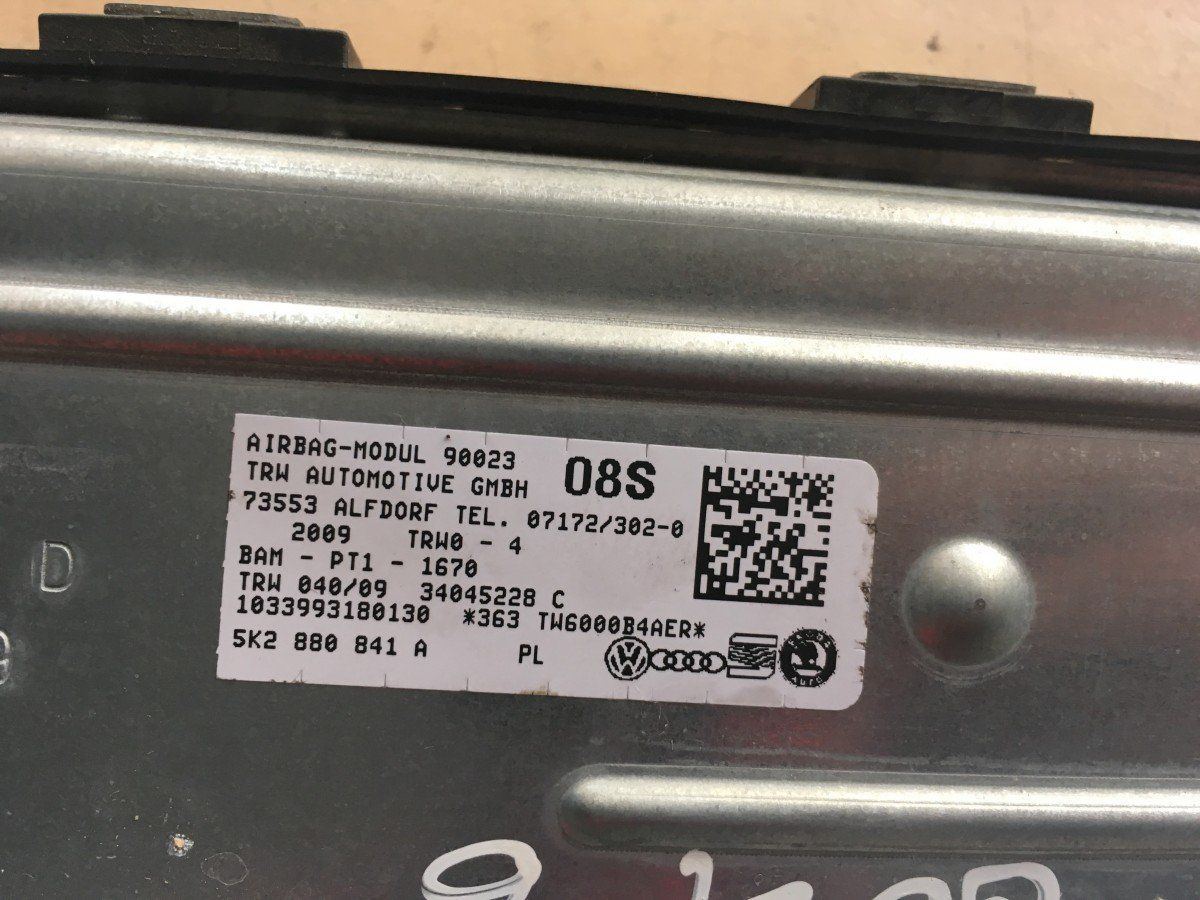 AIRBAG-MODUL 90023
TRW AUTOMOTIVE GMBH 08S
73553 ALFDORF TEL. 07172/302-0
2009 TRW0 - 4
BAM - PT1 - 1670
TRW 040/09 34045228 C
1033993180130 *363 TW6000B4AER*
5K2 880 841 A PL
D